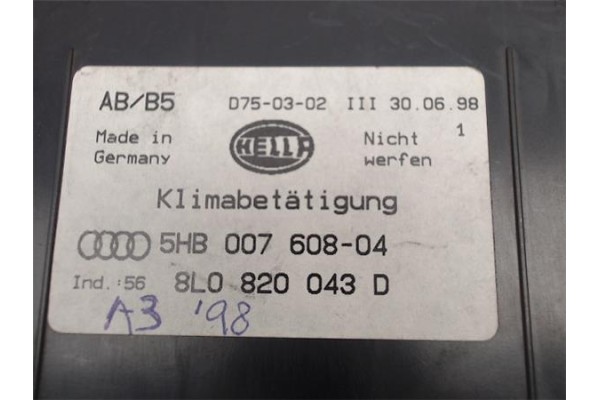 AB/B5 D75-03-02 III 30.06.98
Made in Germany HELLA Nicht werfen 1
Klimabetätigung
5HB 007 608-04
Ind.:56 8L0 820 043 D
A3 '98